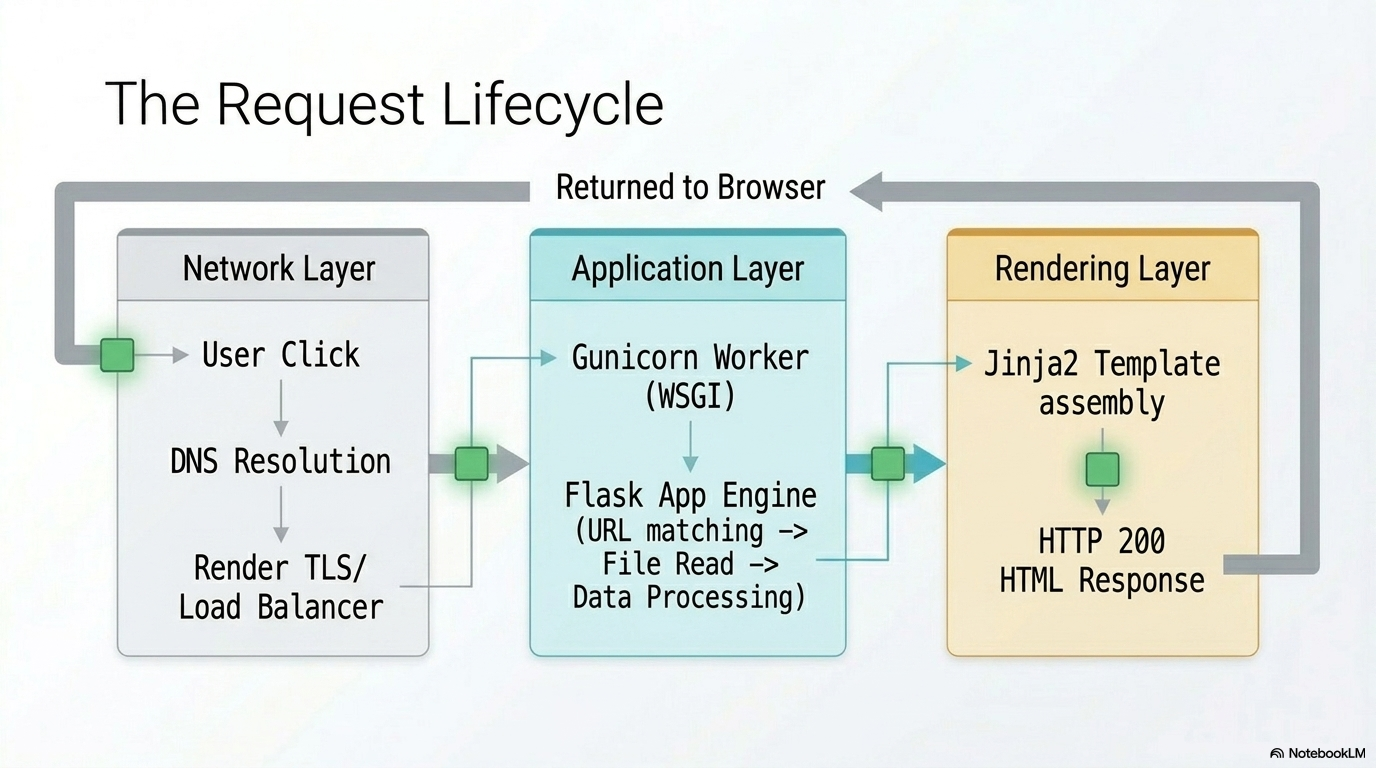 The Request Lifecycle
Returned to Browser
Network Layer
User Click
DNS Resolution
Render TLS/
Load Balancer
Application Layer
Gunicorn Worker
(WSGI)
Flask App Engine
(URL matching –>
File Read –>
Data Processing)
Rendering Layer
Jinja2 Template
assembly
HTTP 200
HTML Response
NotebookLM